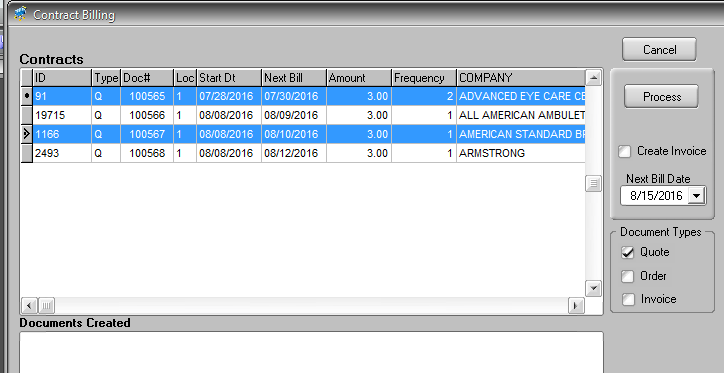 Contract Billing
Contracts
Cancel
ID Type Doc# Loc Start Dt Next Bill Amount Frequency COMPANY
91 Q 100565 1 07/28/2016 07/30/2016 3.00 2 ADVANCED EYE CARE CE
19715 Q 100566 1 08/08/2016 08/09/2016 3.00 1 ALL AMERICAN AMBULET
1166 Q 100567 1 08/08/2016 08/10/2016 3.00 1 AMERICAN STANDARD BR
2493 Q 100568 1 08/08/2016 08/12/2016 3.00 1 ARMSTRONG
Process
Create Invoice
Next Bill Date
8/15/2016
Document Types
Quote
Order
Invoice
Documents Created